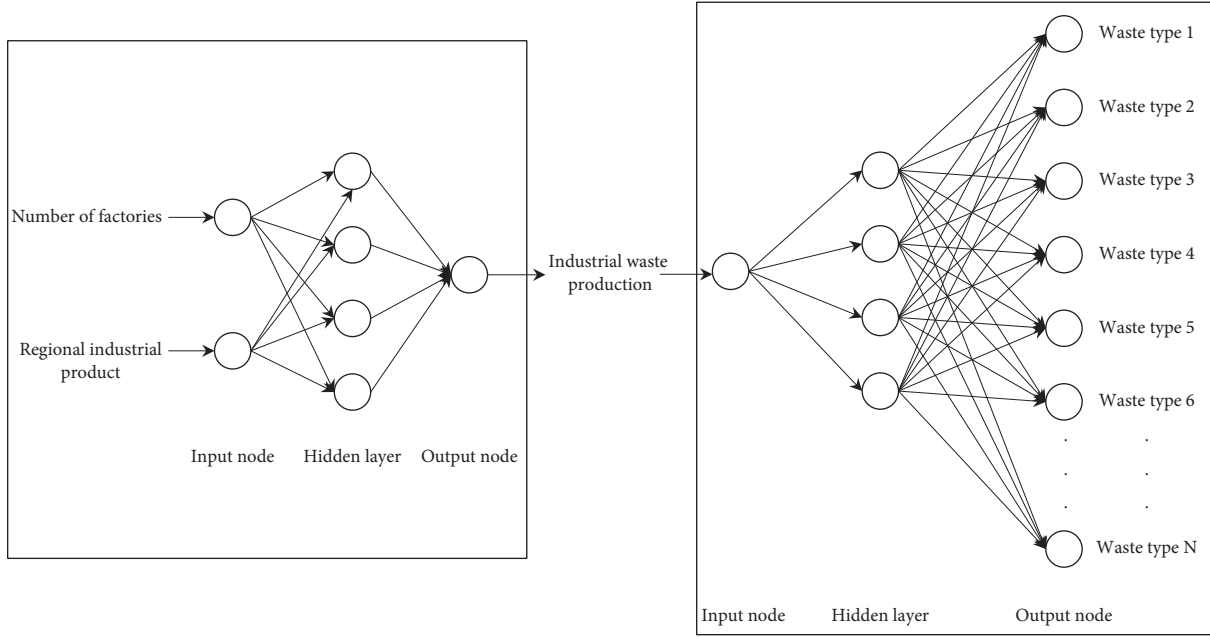 Number of factories
Regional industrial
product
Input node
Hidden layer
Output node
Industrial waste
production
Waste type 1
Waste type 2
Waste type 3
Waste type 4
Waste type 5
Waste type 6
. .
. .
. .
Waste type N
Input node
Hidden layer
Output node